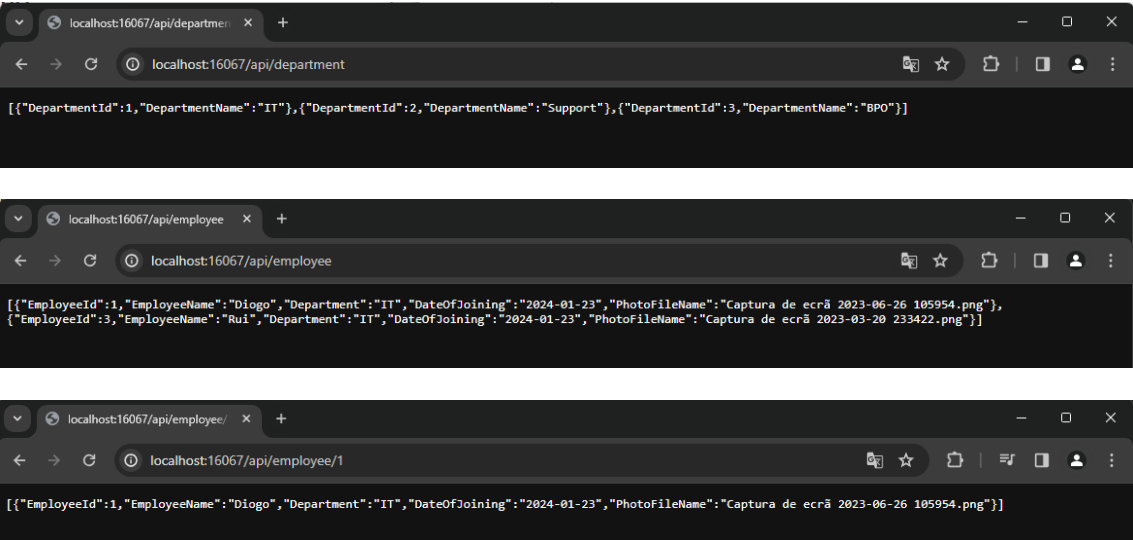 localhost:16067/api/departmen
localhost:16067/api/department
[{"DepartmentId":1,"DepartmentName":"IT"},{"DepartmentId":2,"DepartmentName":"Support"},{"DepartmentId":3,"DepartmentName":"BPO"}]
localhost:16067/api/employee
localhost:16067/api/employee
[{"EmployeeId":1,"EmployeeName":"Diogo","Department":"IT","DateOfJoining":"2024-01-23","PhotoFileName":"Captura de ecrã 2023-06-26 105954.png"},
{"EmployeeId":3,"EmployeeName":"Rui","Department":"IT","DateOfJoining":"2024-01-23","PhotoFileName":"Captura de ecrã 2023-03-20 233422.png"}]
localhost:16067/api/employee/
localhost:16067/api/employee/1
[{"EmployeeId":1,"EmployeeName":"Diogo","Department":"IT","DateOfJoining":"2024-01-23","PhotoFileName":"Captura de ecrã 2023-06-26 105954.png"}]